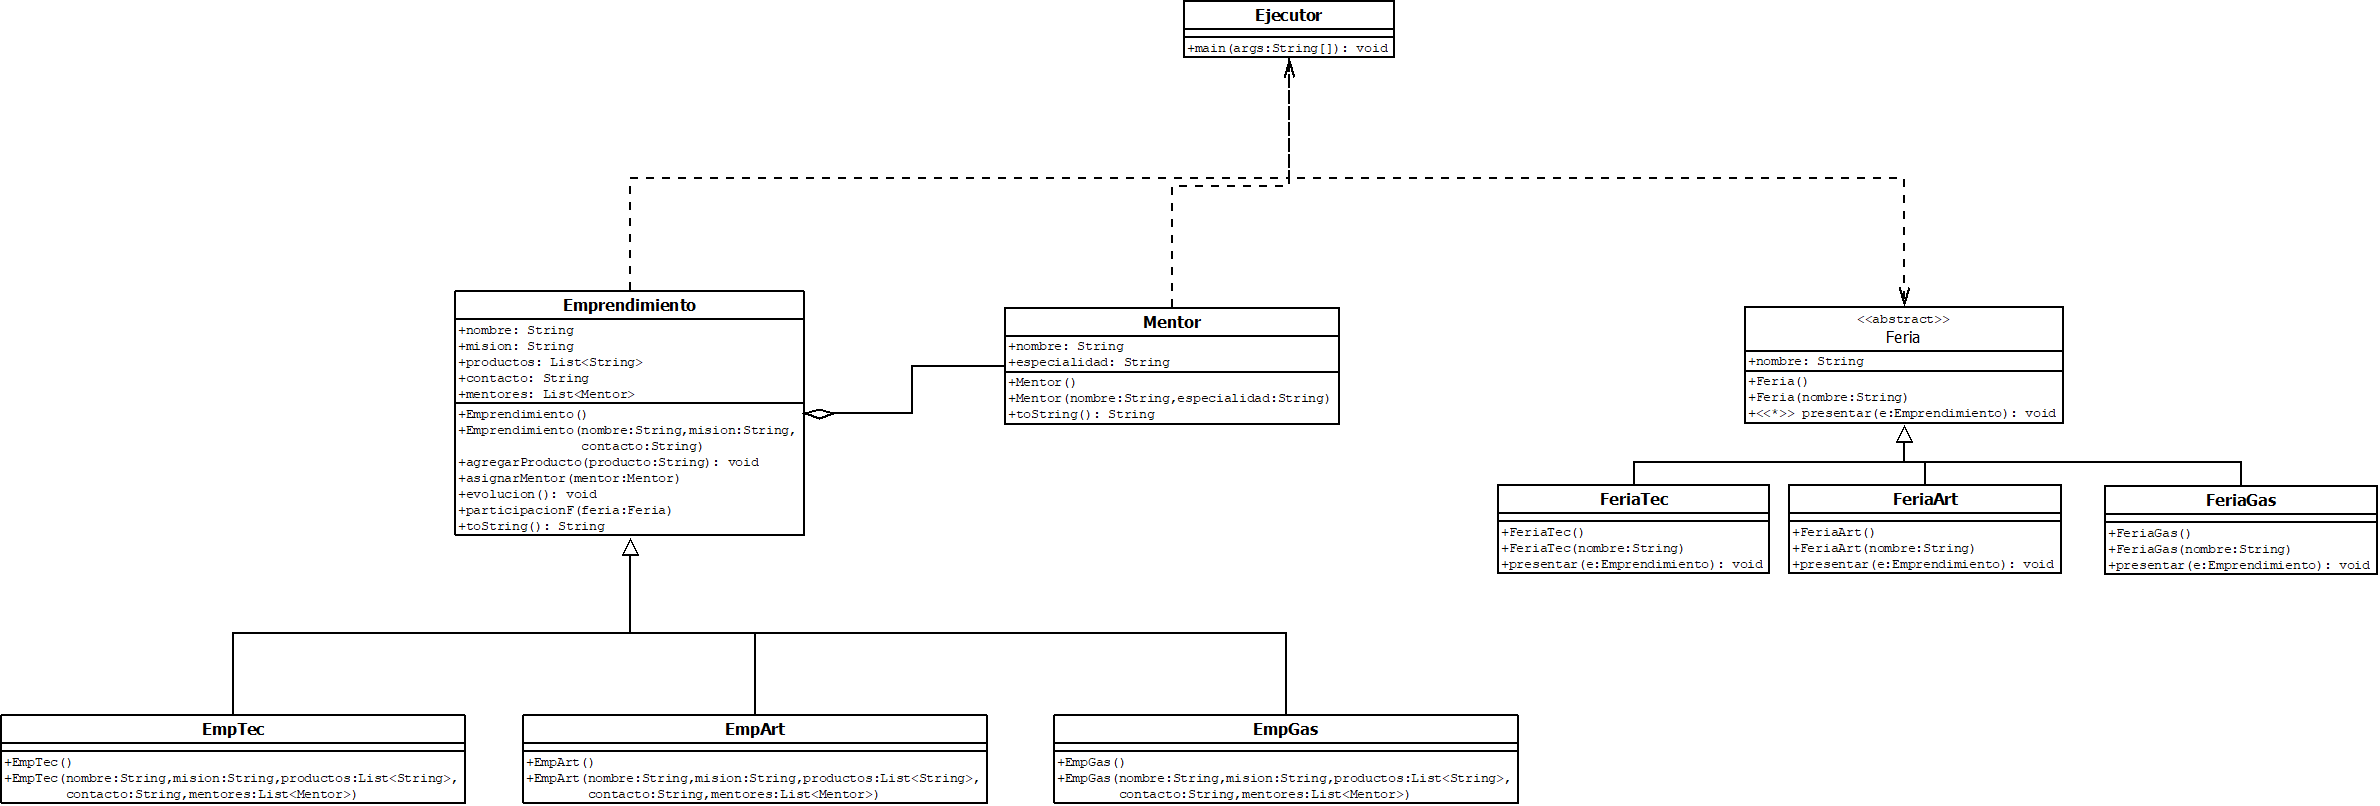 Ejecutor
+main(args:String[]): void
Emprendimiento
+nombre: String
+mision: String
+productos: List<String>
+contacto: String
+mentores: List<Mentor>
+Emprendimiento()
+Emprendimiento(nombre:String,mision:String,
contacto:String)
+agregarProducto(producto:String): void
+asignarMentor(mentor:Mentor)
+evolucion(): void
+participacionF(feria:Feria)
+toString(): String
Mentor
+nombre: String
+especialidad: String
+Mentor()
+Mentor(nombre:String,especialidad:String)
+toString(): String
<<abstract>>
Feria
+nombre: String
+Feria()
+Feria(nombre:String)
+<<*>> presentar(e:Emprendimiento): void
FeriaTec
+FeriaTec()
+FeriaTec(nombre:String)
+presentar(e:Emprendimiento): void
FeriaArt
+FeriaArt()
+FeriaArt(nombre:String)
+presentar(e:Emprendimiento): void
FeriaGas
+FeriaGas()
+FeriaGas(nombre:String)
+presentar(e:Emprendimiento): void
EmpTec
+EmpTec()
+EmpTec(nombre:String,mision:String,productos:List<String>,
contacto:String,mentores:List<Mentor>)
EmpArt
+EmpArt()
+EmpArt(nombre:String,mision:String,productos:List<String>,
contacto:String,mentores:List<Mentor>)
EmpGas
+EmpGas()
+EmpGas(nombre:String,mision:String,productos:List<String>,
contacto:String,mentores:List<Mentor>)